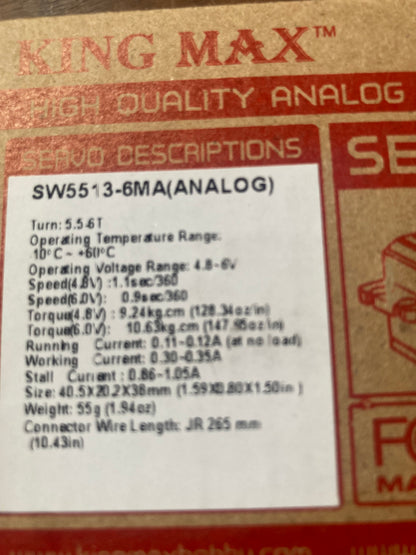 KING MAX™
HIGH QUALITY ANALOG
SERVO DESCRIPTIONS
SE
SW5513-6MA(ANALOG)
Turn: 5.5-6T
Operating Temperature Range:
10°C ~ +60°C
Operating Voltage Range: 4.8-6V
Speed(4.8V) :1.1sec/360
Speed(6.0V): 0.9sec/360
Torque(4.8V) : 9.24kg.cm (128.34oz/in)
Torque(6.0V): 10.63kg.cm (147.95oz/in)
Running Current: 0.11-0.12A (at no load)
Working Current: 0.30-0.35A
Stall Current : 0.86-1.05A
Size: 40.5X20.2X38mm (1.59X0.80X1.50in )
Weight: 55g (1.94oz)
Connector Wire Length: JR 265 mm
(10.43in)
FO
MA